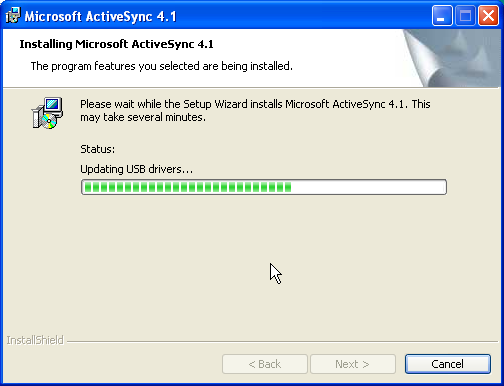 Microsoft ActiveSync 4.1
Installing Microsoft ActiveSync 4.1
The program features you selected are being installed.
Please wait while the Setup Wizard installs Microsoft ActiveSync 4.1. This
may take several minutes.
Status:
Updating USB drivers...
InstallShield
< Back
Next >
Cancel